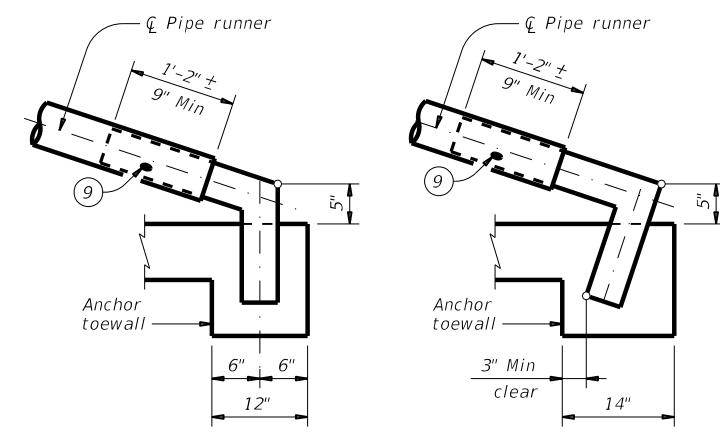 ℄ Pipe runner
1'-2" ±
9" Min
9
5"
Anchor
toewall
6"
6"
12"
℄ Pipe runner
1'-2" ±
9" Min
9
5"
Anchor
toewall
3" Min
clear
14"